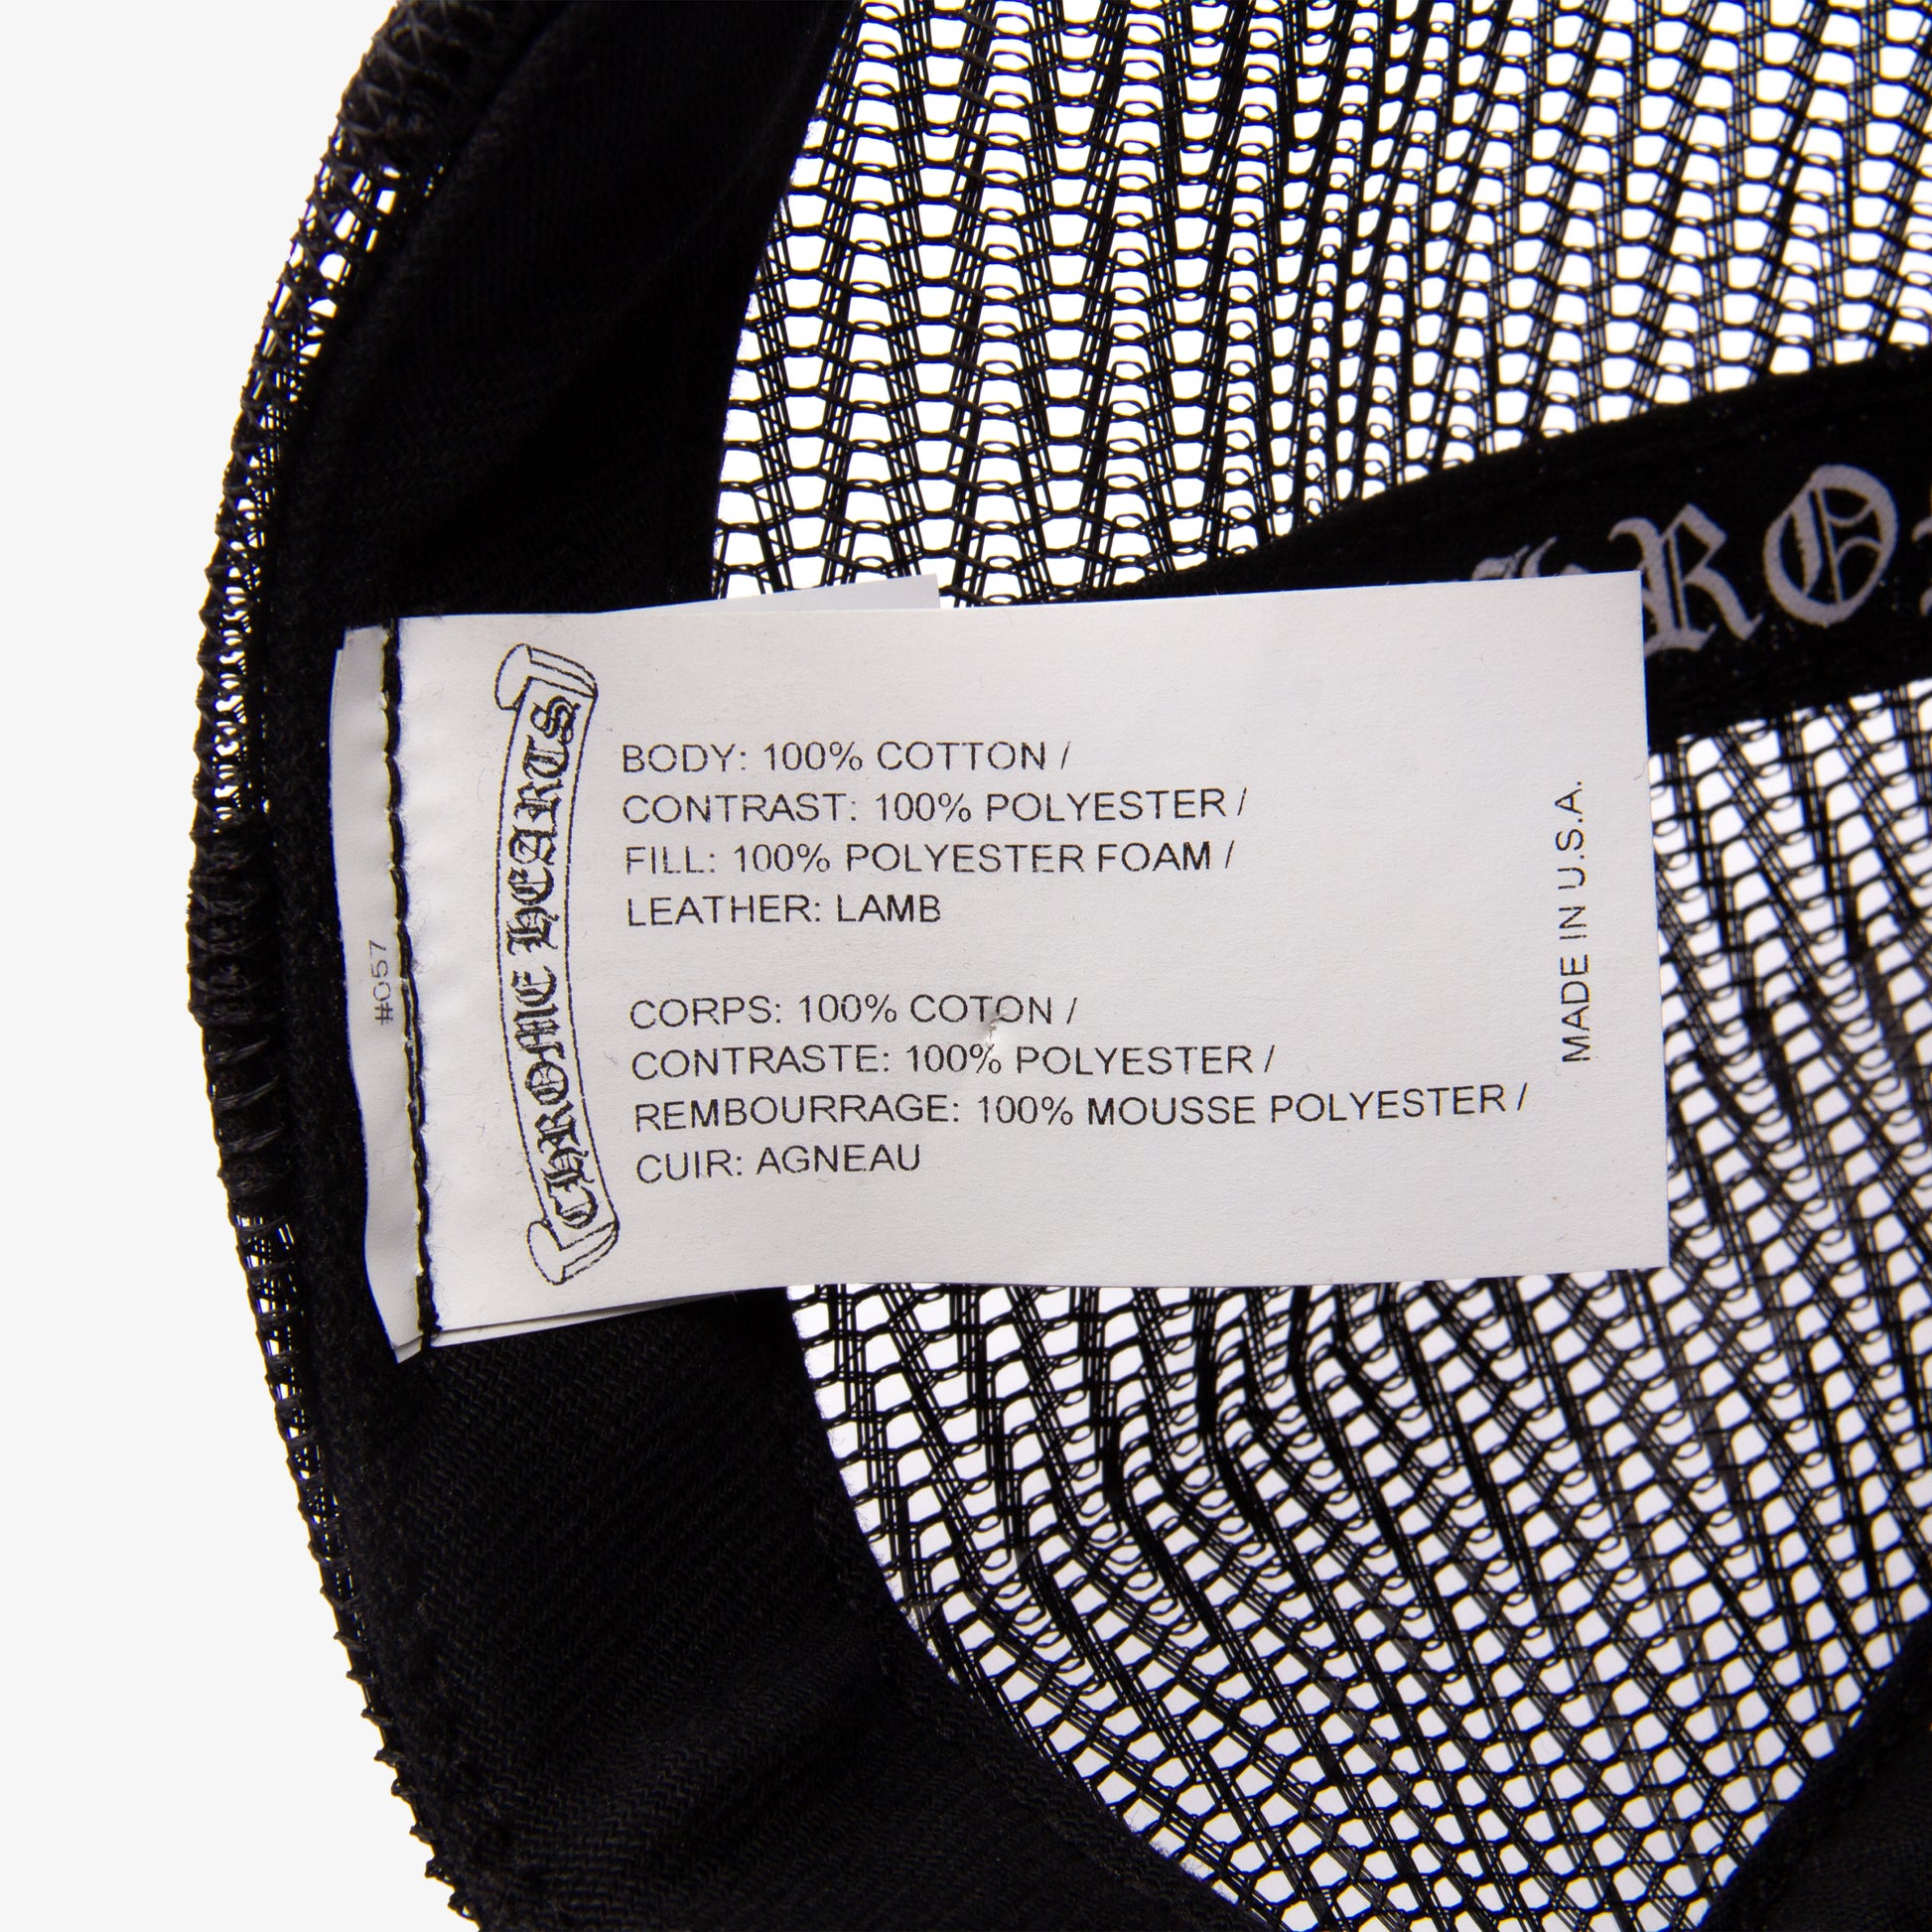 CHROME HEARTS
BODY: 100% COTTON /
CONTRAST: 100% POLYESTER /
FILL: 100% POLYESTER FOAM /
LEATHER: LAMB
CORPS: 100% COTON /
CONTRASTE: 100% POLYESTER /
REMBOURRAGE: 100% MOUSSE POLYESTER /
CUIR: AGNEAU
MADE IN U.S.A.
#057